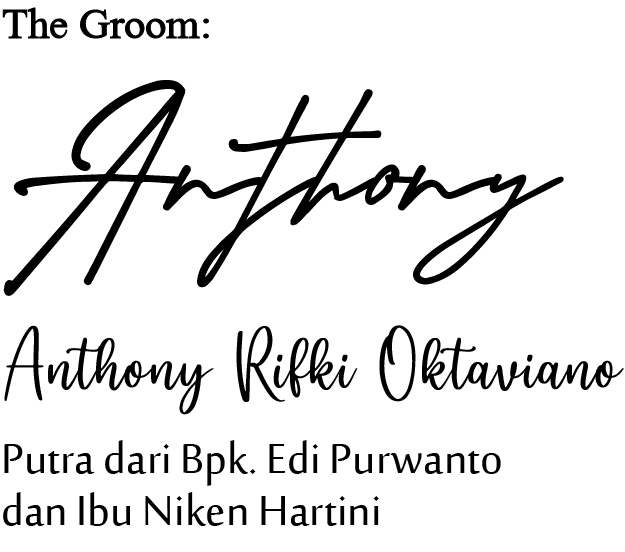 The Groom:
Anthony
Anthony Rifki Oktaviano
Putra dari Bpk. Edi Purwanto
dan Ibu Niken Hartini